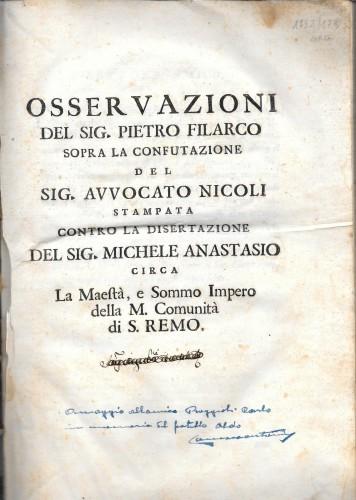 OSSERVAZIONI
DEL SIG. PIETRO FILARCO
SOPRA LA CONFUTAZIONE
DEL
SIG. AVVOCATO NICOLI
STAMPATA
CONTRO LA DISERTAZIONE
DEL SIG. MICHELE ANASTASIO
CIRCA
La Maestà, e Sommo Impero
della M. Comunità
di S. REMO.
Omaggio all'amico Carlo
in memoria del fratello Aldo